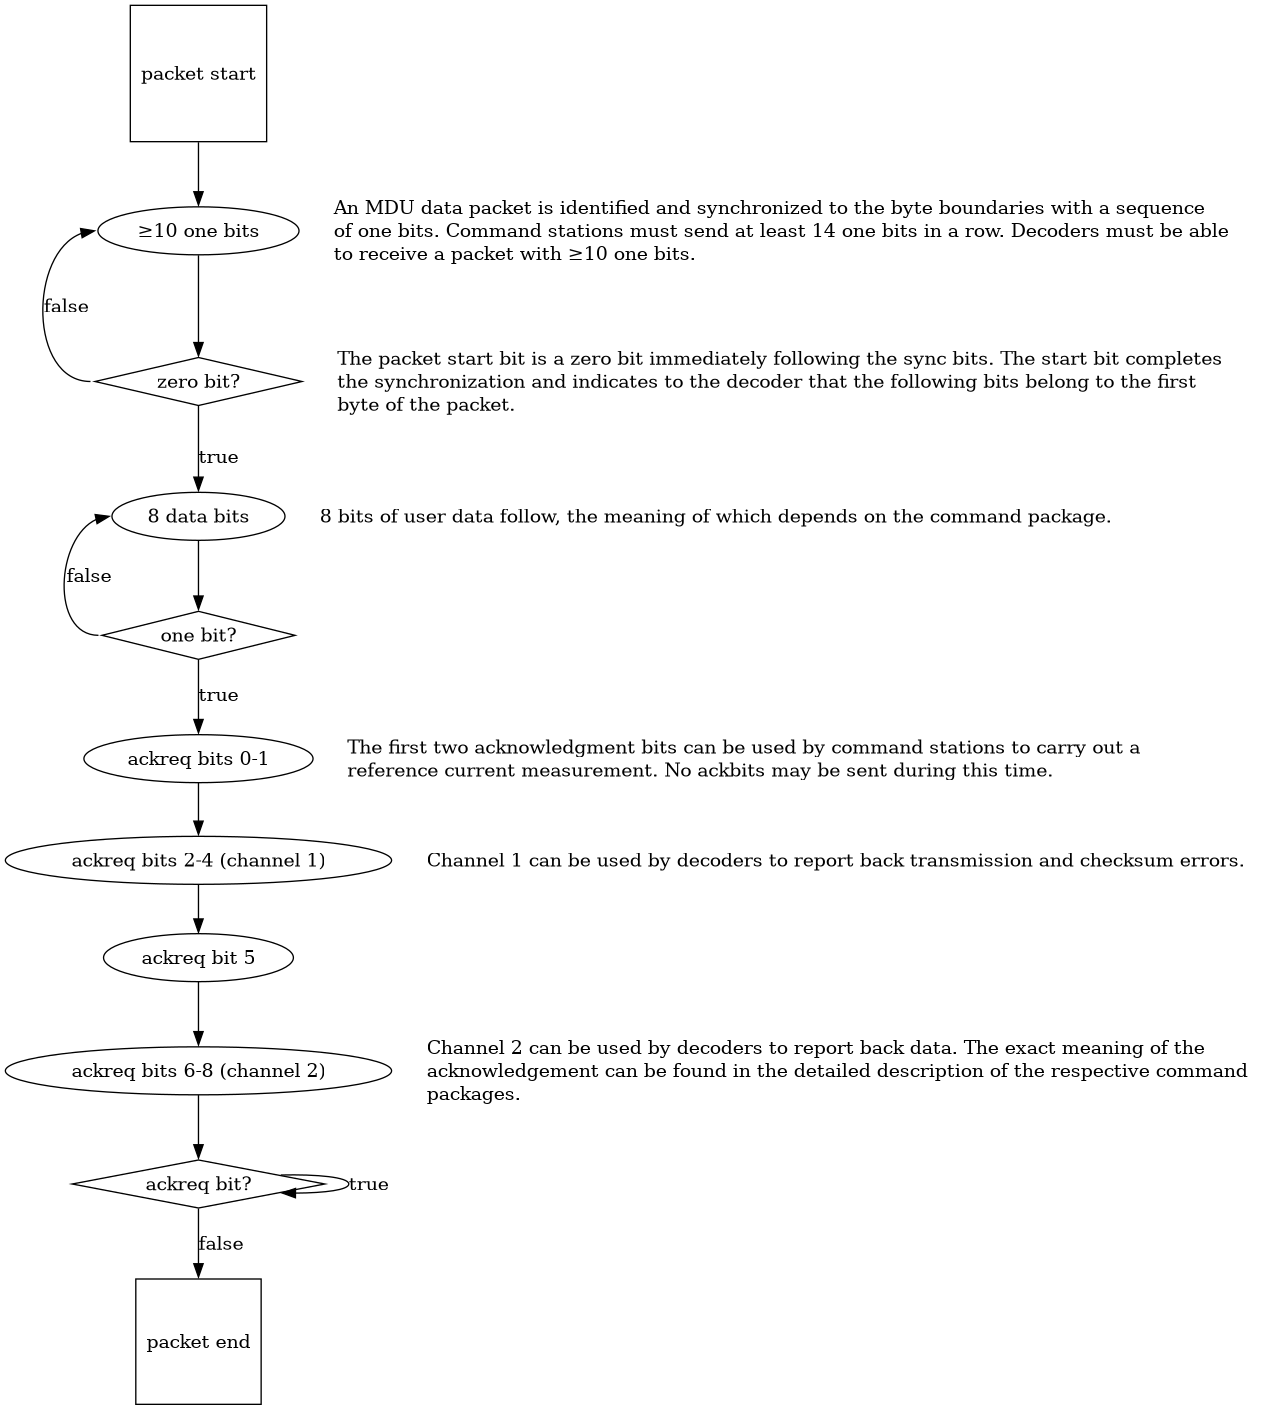 packet start
≥10 one bits
An MDU data packet is identified and synchronized to the byte boundaries with a sequence
of one bits. Command stations must send at least 14 one bits in a row. Decoders must be able
to receive a packet with ≥10 one bits.
false
zero bit?
The packet start bit is a zero bit immediately following the sync bits. The start bit completes
the synchronization and indicates to the decoder that the following bits belong to the first
byte of the packet.
true
8 data bits
8 bits of user data follow, the meaning of which depends on the command package.
false
one bit?
true
ackreq bits 0-1
The first two acknowledgment bits can be used by command stations to carry out a
reference current measurement. No ackbits may be sent during this time.
ackreq bits 2-4 (channel 1)
Channel 1 can be used by decoders to report back transmission and checksum errors.
ackreq bit 5
ackreq bits 6-8 (channel 2)
Channel 2 can be used by decoders to report back data. The exact meaning of the
acknowledgement can be found in the detailed description of the respective command
packages.
ackreq bit?
true
false
packet end